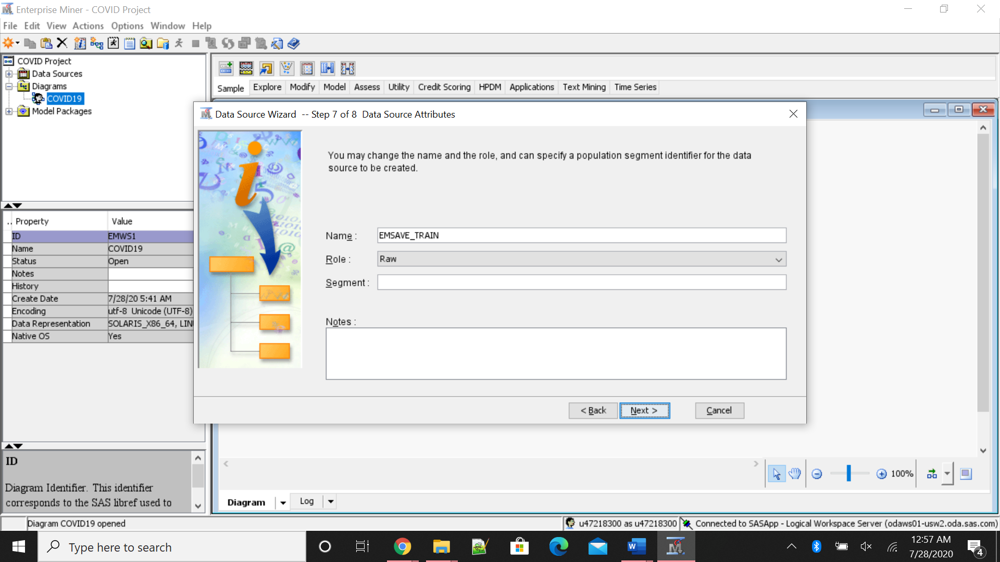 Enterprise Miner - COVID Project
File Edit View Actions Options Window Help
COVID Project
Data Sources
Diagrams
COVID19
Model Packages
Sample Explore Modify Model Assess Utility Credit Scoring HPDM Applications Text Mining Time Series
Data Source Wizard -- Step 7 of 8 Data Source Attributes
You may change the name and the role, and can specify a population segment identifier for the data
source to be created.
Name : EMSAVE_TRAIN
Role : Raw
Segment :
Notes :
< Back Next > Cancel
.. Property Value
ID EMWS1
Name COVID19
Status Open
Notes
History
Create Date 7/28/20 5:41 AM
Encoding utf-8 Unicode (UTF-8)
Data Representation SOLARIS_X86_64, LIN
Native OS Yes
ID
Diagram Identifier. This identifier
corresponds to the SAS libref used to
100%
Diagram Log
Diagram COVID19 opened
u47218300 as u47218300 Connected to SASApp - Logical Workspace Server (odaws01-usw2.oda.sas.com)
Type here to search
12:57 AM
7/28/2020
4